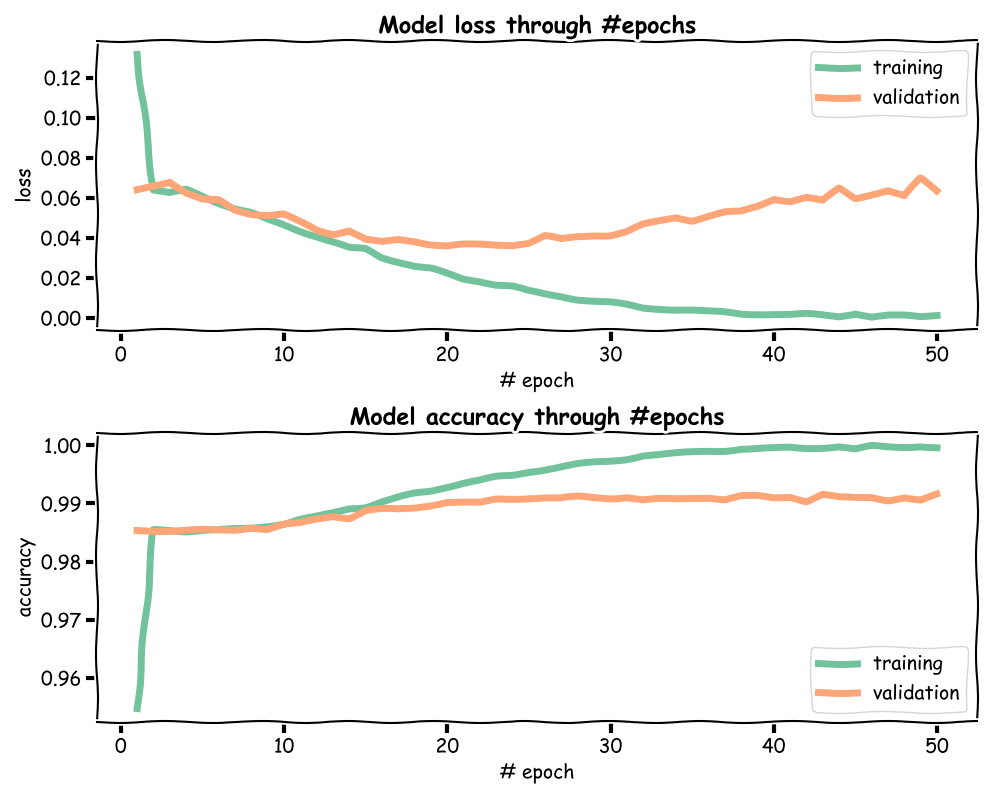 Model loss through #epochs
0.12
0.10
0.08
0.06
0.04
0.02
0.00
loss
training
validation
0 10 20 30 40 50
# epoch
Model accuracy through #epochs
1.00
0.99
0.98
0.97
0.96
accuracy
training
validation
0 10 20 30 40 50
# epoch